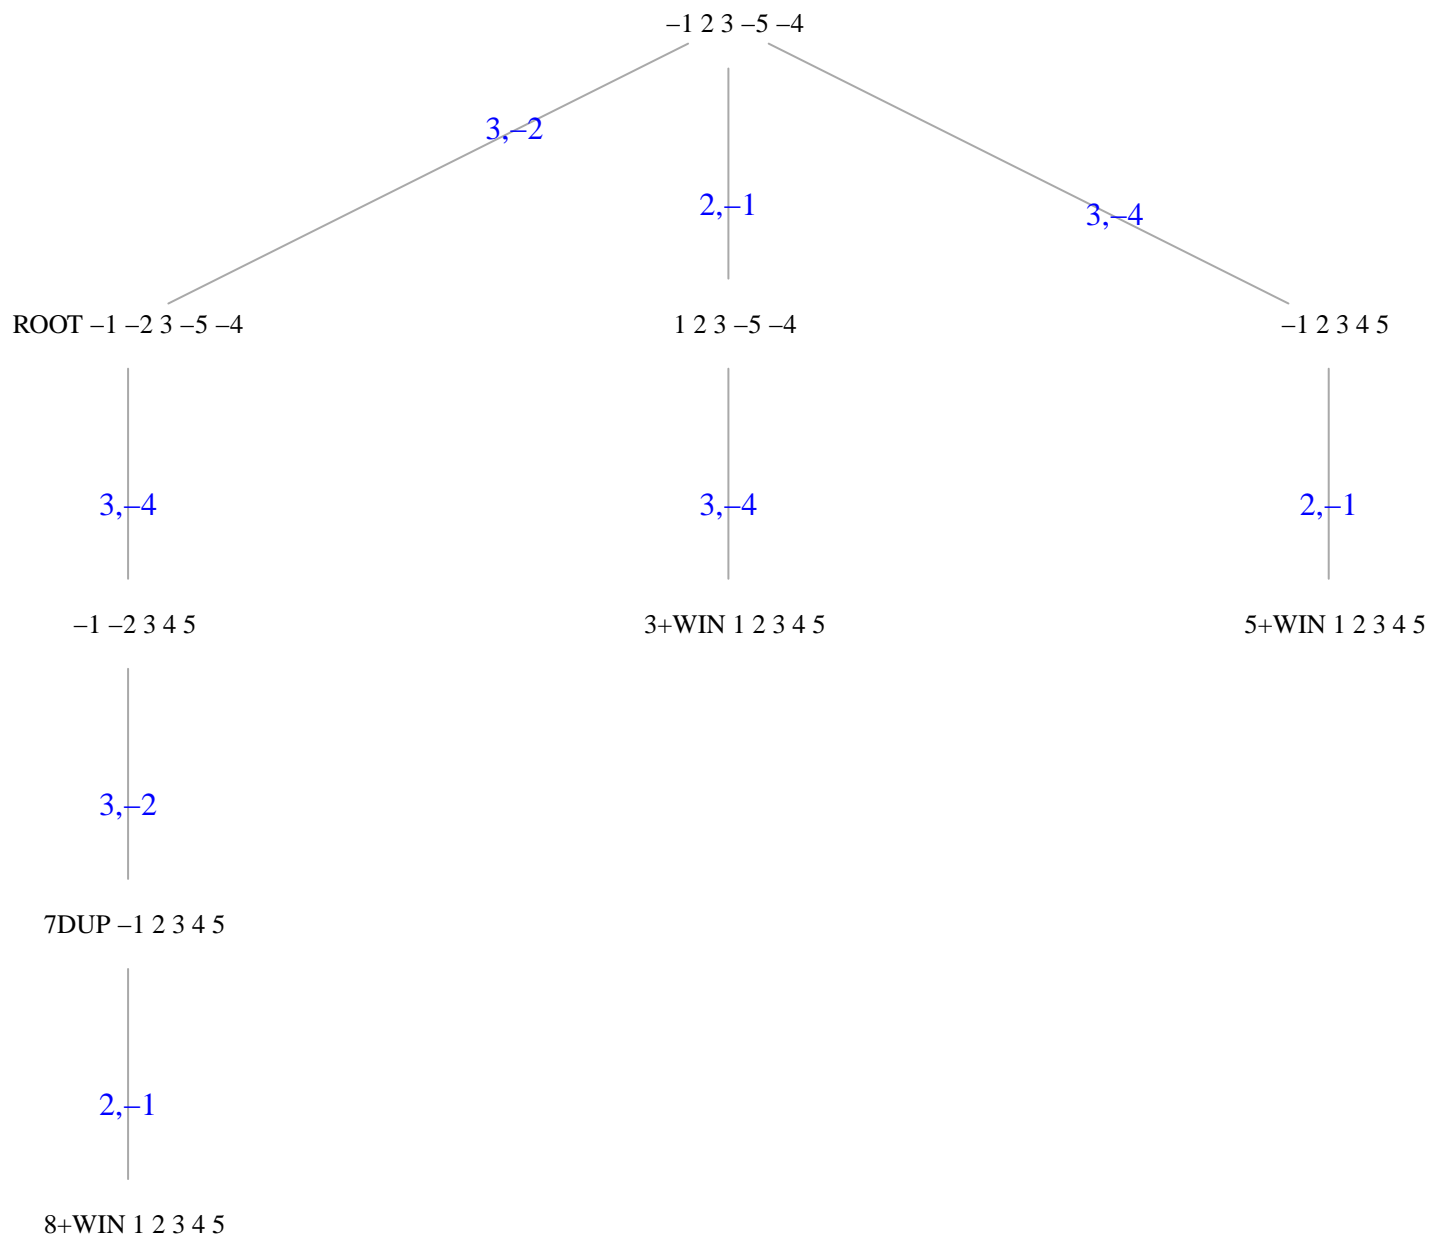 –1 2 3 –5 –4
3,–2
2,–1
3,–4
ROOT –1 –2 3 –5 –4
1 2 3 –5 –4
–1 2 3 4 5
3,–4
3,–4
2,–1
–1 –2 3 4 5
3+WIN 1 2 3 4 5
5+WIN 1 2 3 4 5
3,–2
7DUP –1 2 3 4 5
2,–1
8+WIN 1 2 3 4 5